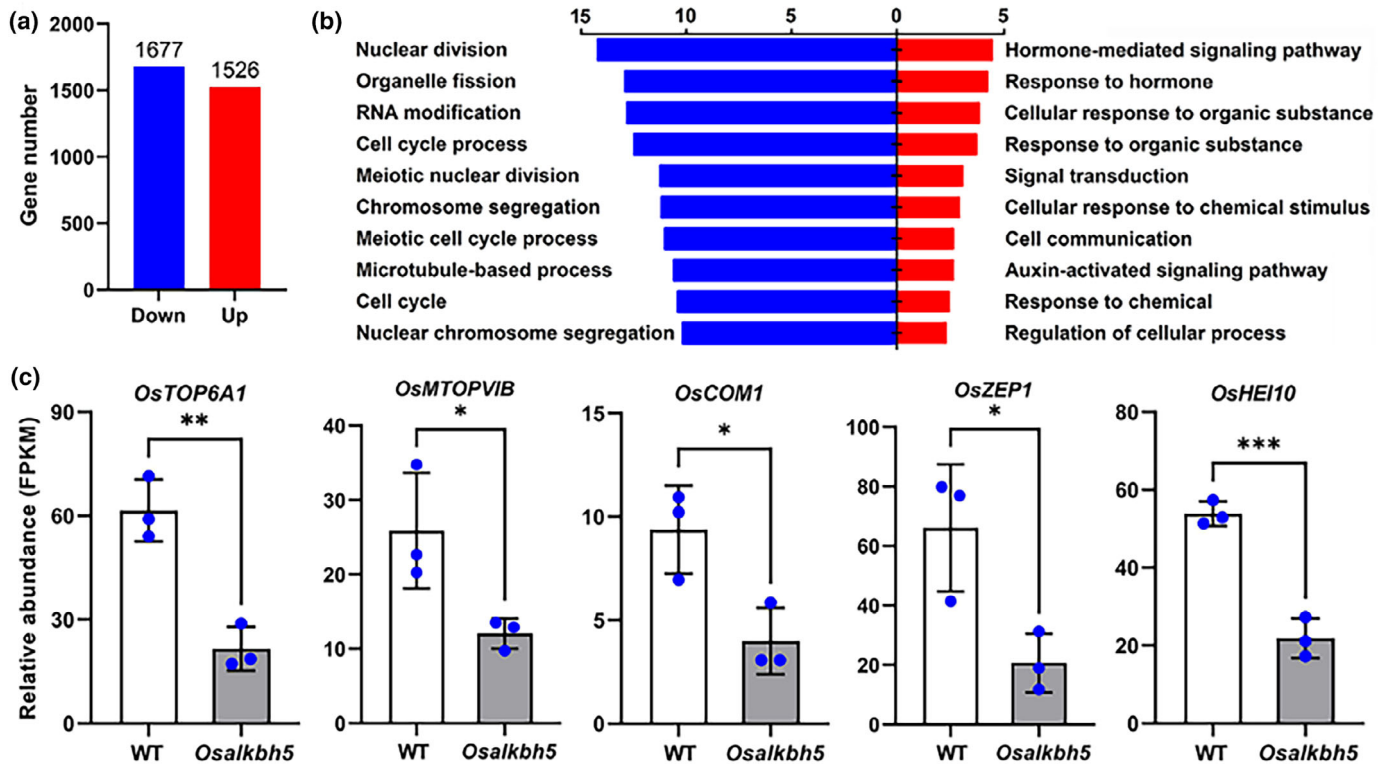 (a)
2000
1500
1000
500
0
Gene number
1677
1526
Down
Up
(b)
15 10 5 0 5
Nuclear division
Organelle fission
RNA modification
Cell cycle process
Meiotic nuclear division
Chromosome segregation
Meiotic cell cycle process
Microtubule-based process
Cell cycle
Nuclear chromosome segregation
Hormone-mediated signaling pathway
Response to hormone
Cellular response to organic substance
Response to organic substance
Signal transduction
Cellular response to chemical stimulus
Cell communication
Auxin-activated signaling pathway
Response to chemical
Regulation of cellular process
(c)
Relative abundance (FPKM)
OsTOP6A1
**
90
60
30
0
WT Osalkbh5
OsMTOPVIB
*
40
30
20
10
0
WT Osalkbh5
OsCOM1
*
15
10
5
0
WT Osalkbh5
OsZEP1
*
100
80
60
40
20
0
WT Osalkbh5
OsHEI10
***
80
60
40
20
0
WT Osalkbh5